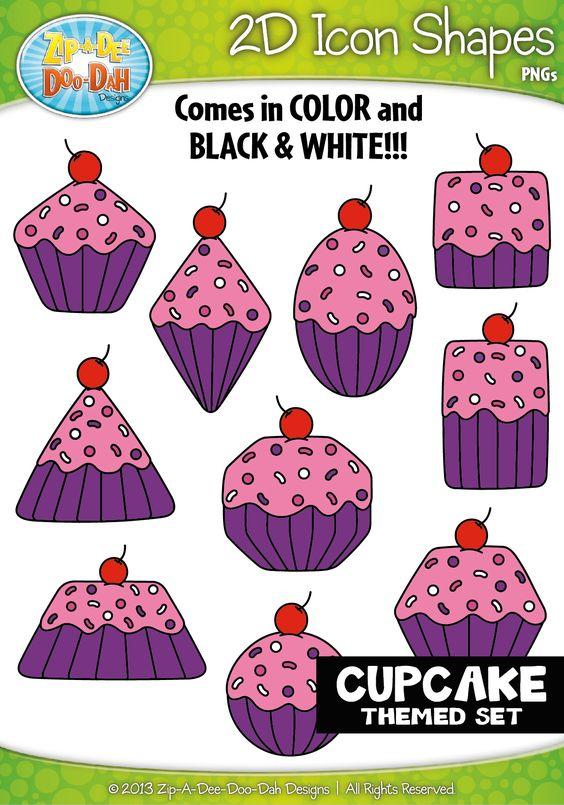 ZIP-A-DEE
DOO-DAH
Designs
2D Icon Shapes
PNGs
Comes in COLOR and
BLACK & WHITE!!!
CUPCAKE
THEMED SET
© 2013 Zip-A-Dee-Doo-Dah Designs | All Rights Reserved.